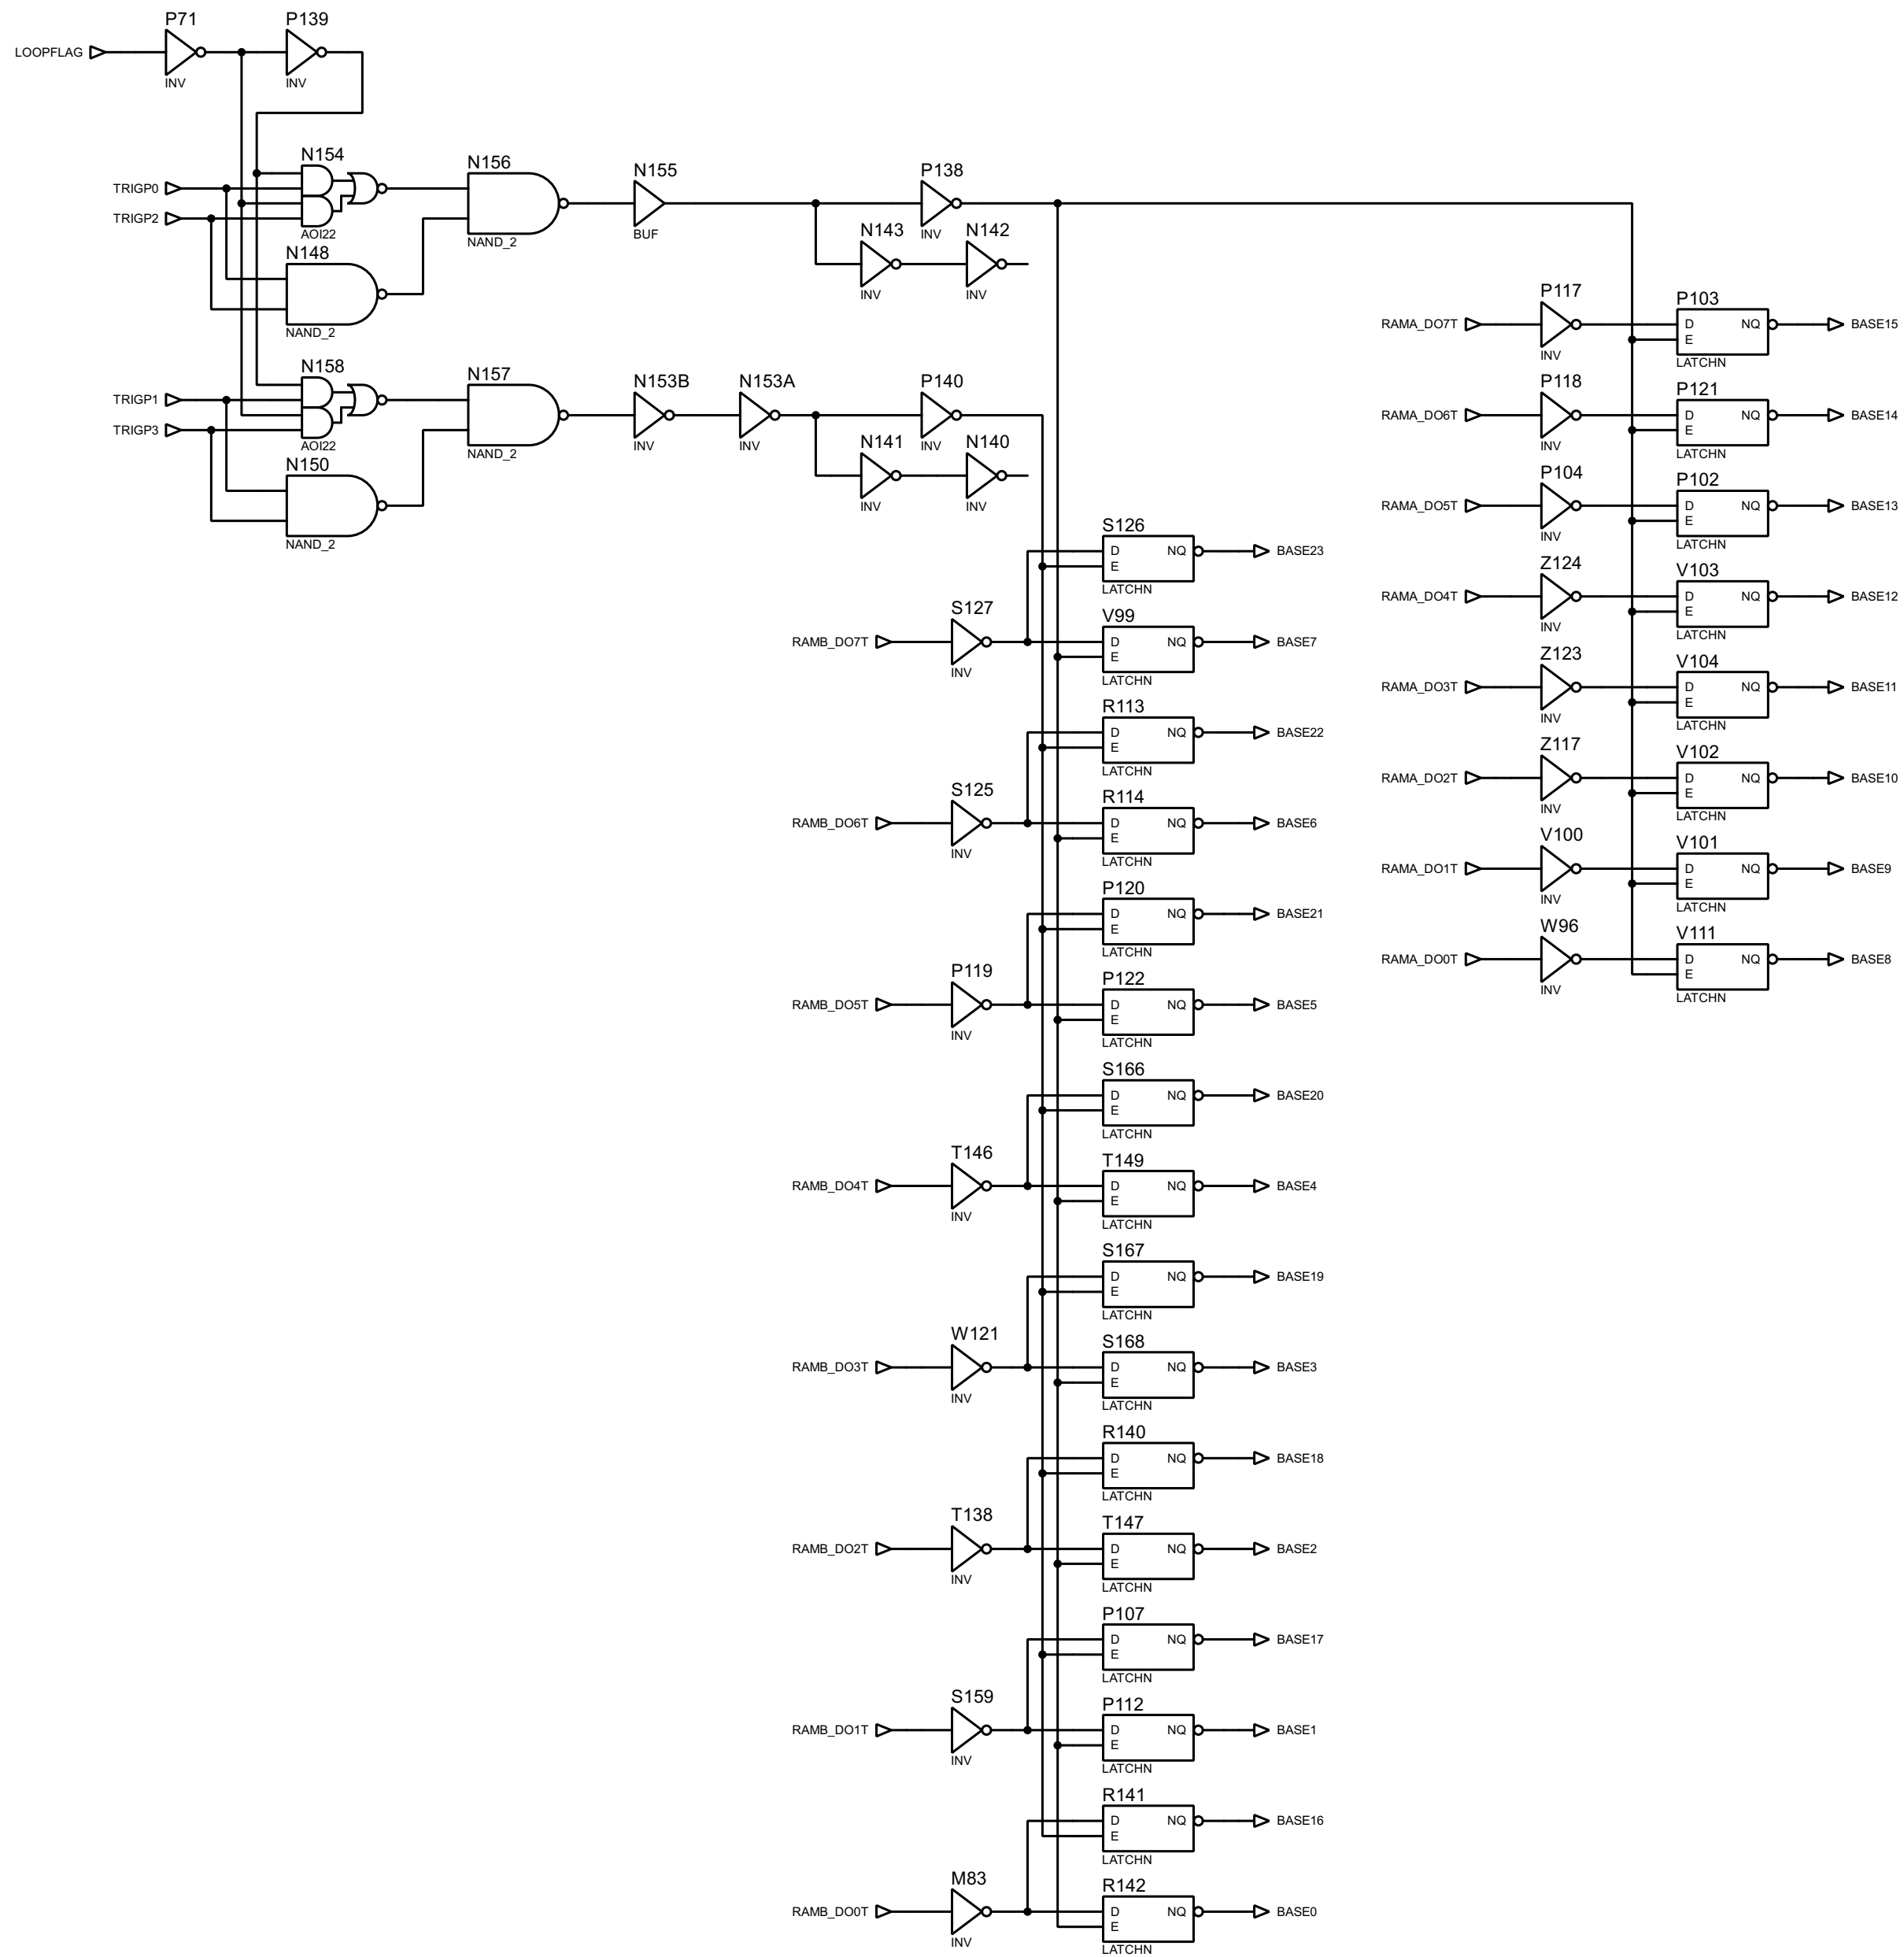 P71 P139
LOOPFLAG
INV INV
N154 N156 N155 P138
TRIGP0
TRIGP2
AOI22 NAND_2 BUF INV
N148 N143 N142
NAND_2 INV INV
N158 N157 N153B N153A P140
TRIGP1
TRIGP3
AOI22 NAND_2 INV INV INV
N150 N141 N140
NAND_2 INV INV
P117 P103
RAMA_DO7T D NQ BASE15
E
INV LATCHN
P118 P121
RAMA_DO6T D NQ BASE14
E
INV LATCHN
P104 P102
RAMA_DO5T D NQ BASE13
E
INV LATCHN
Z124 V103
RAMA_DO4T D NQ BASE12
E
INV LATCHN
Z123 V104
RAMA_DO3T D NQ BASE11
E
INV LATCHN
Z117 V102
RAMA_DO2T D NQ BASE10
E
INV LATCHN
V100 V101
RAMA_DO1T D NQ BASE9
E
INV LATCHN
W96 V111
RAMA_DO0T D NQ BASE8
E
INV LATCHN
S126
D NQ BASE23
E
LATCHN
S127 V99
RAMB_DO7T D NQ BASE7
E
INV LATCHN
R113
D NQ BASE22
E
LATCHN
S125 R114
RAMB_DO6T D NQ BASE6
E
INV LATCHN
P120
D NQ BASE21
E
LATCHN
P119 P122
RAMB_DO5T D NQ BASE5
E
INV LATCHN
S166
D NQ BASE20
E
LATCHN
T146 T149
RAMB_DO4T D NQ BASE4
E
INV LATCHN
S167
D NQ BASE19
E
LATCHN
W121 S168
RAMB_DO3T D NQ BASE3
E
INV LATCHN
R140
D NQ BASE18
E
LATCHN
T138 T147
RAMB_DO2T D NQ BASE2
E
INV LATCHN
P107
D NQ BASE17
E
LATCHN
S159 P112
RAMB_DO1T D NQ BASE1
E
INV LATCHN
R141
D NQ BASE16
E
LATCHN
M83 R142
RAMB_DO0T D NQ BASE0
E
INV LATCHN